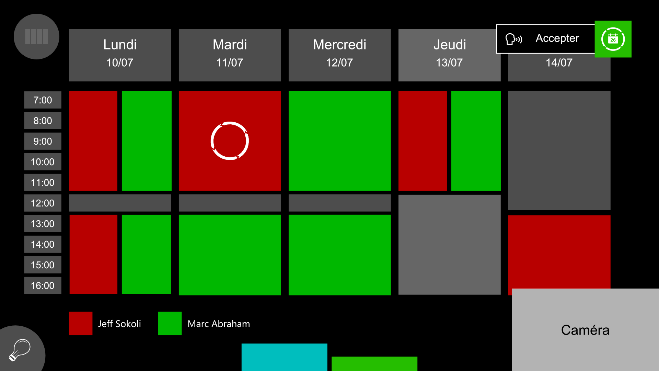 Lundi
10/07
Mardi
11/07
Mercredi
12/07
Jeudi
13/07
Accepter
14/07
7:00
8:00
9:00
10:00
11:00
12:00
13:00
14:00
15:00
16:00
Jeff Sokoli
Marc Abraham
Caméra